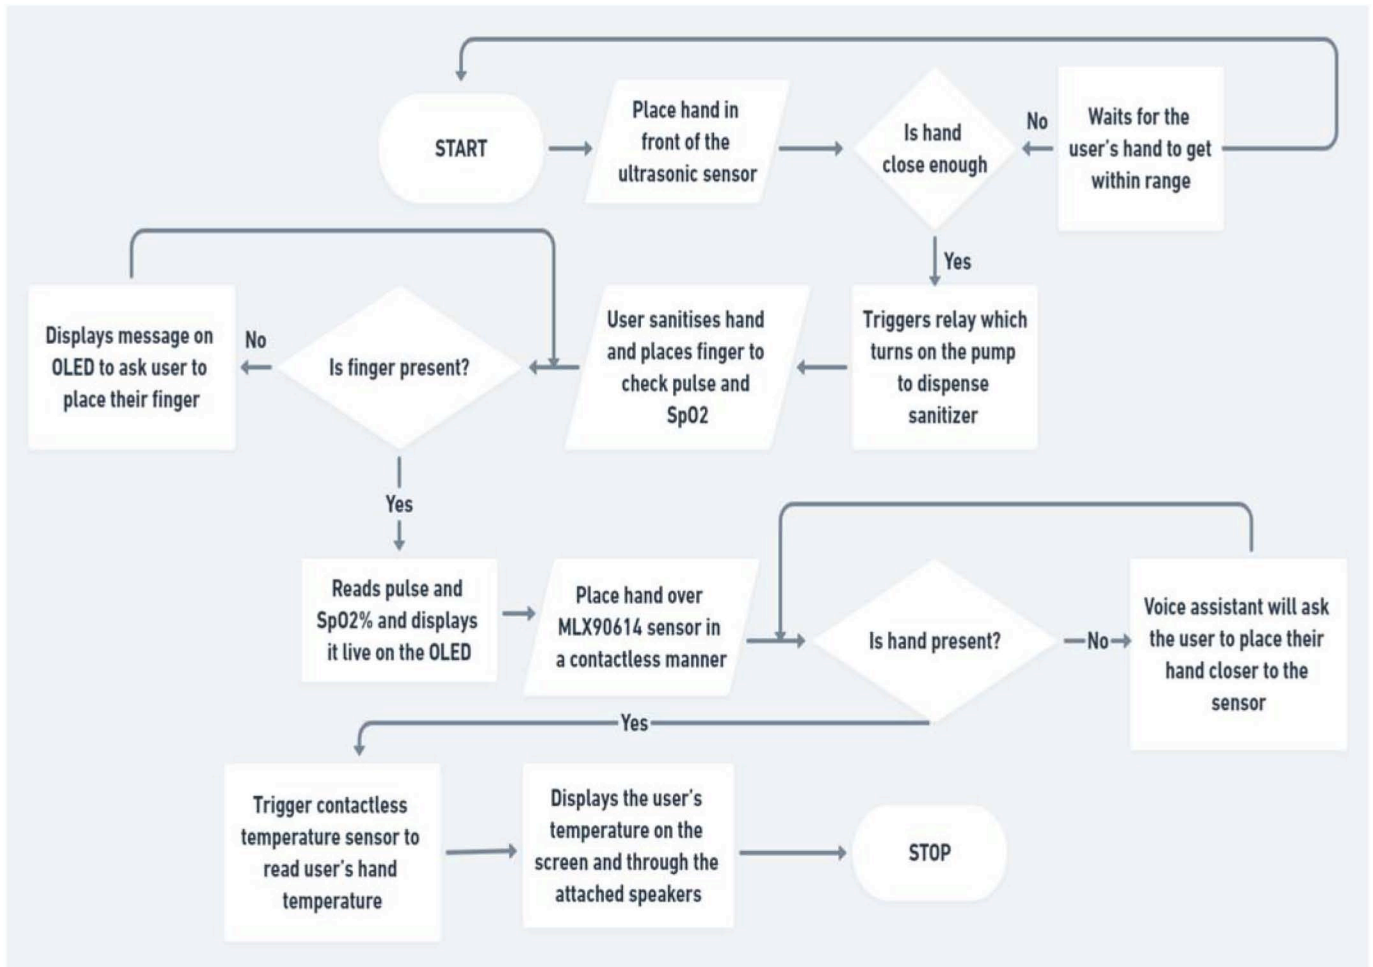 START
Place hand in
front of the
ultrasonic sensor
Is hand
close enough
No
Waits for the
user's hand to get
within range
Yes
Triggers relay which
turns on the pump
to dispense
sanitizer
User sanitises hand
and places finger to
check pulse and
SpO2
Is finger present?
No
Displays message on
OLED to ask user to
place their finger
Yes
Reads pulse and
SpO2% and displays
it live on the OLED
Place hand over
MLX90614 sensor in
a contactless manner
Is hand present?
No
Voice assistant will ask
the user to place their
hand closer to the
sensor
Yes
Trigger contactless
temperature sensor to
read user's hand
temperature
Displays the user's
temperature on the
screen and through the
attached speakers
STOP